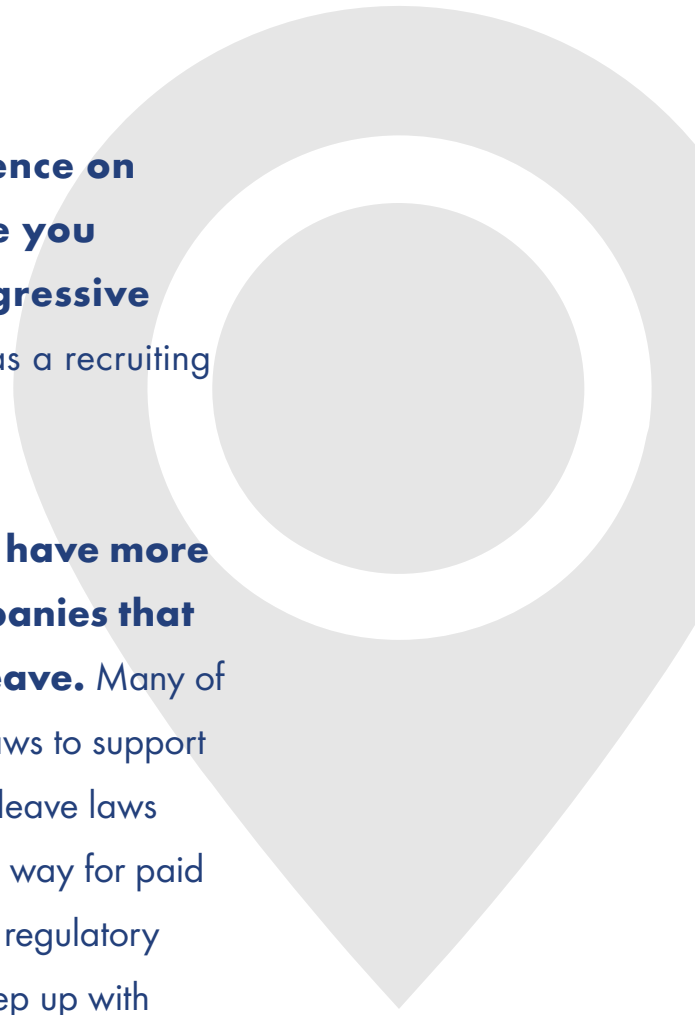 ence on
e you
gressive
as a recruiting
have more
panies that
eave. Many of
aws to support
leave laws
way for paid
regulatory
ep up with